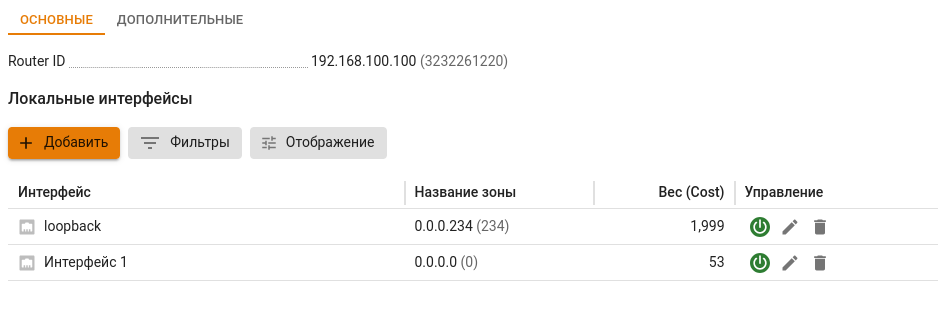 ОСНОВНЫЕ ДОПОЛНИТЕЛЬНЫЕ
Router ID 192.168.100.100 (3232261220)
Локальные интерфейсы
Добавить Фильтры Отображение
Интерфейс Название зоны Вес (Cost) Управление
loopback 0.0.0.234 (234) 1,999
Интерфейс 1 0.0.0.0 (0) 53